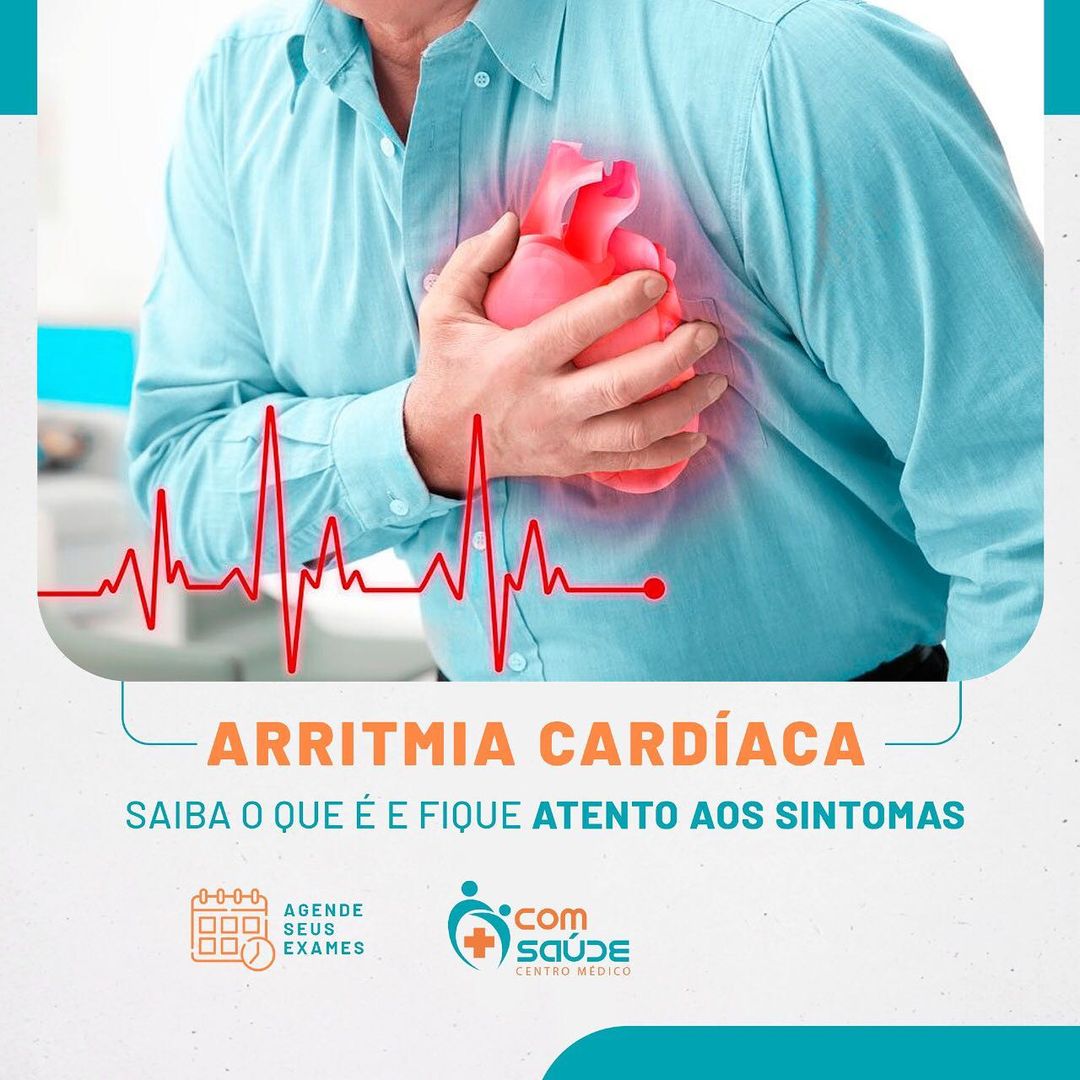 ARRITMIA CARDÍACA
SAIBA O QUE É E FIQUE ATENTO AOS SINTOMAS
AGENDE
SEUS
EXAMES
COM
SAÚDE
CENTRO MÉDICO